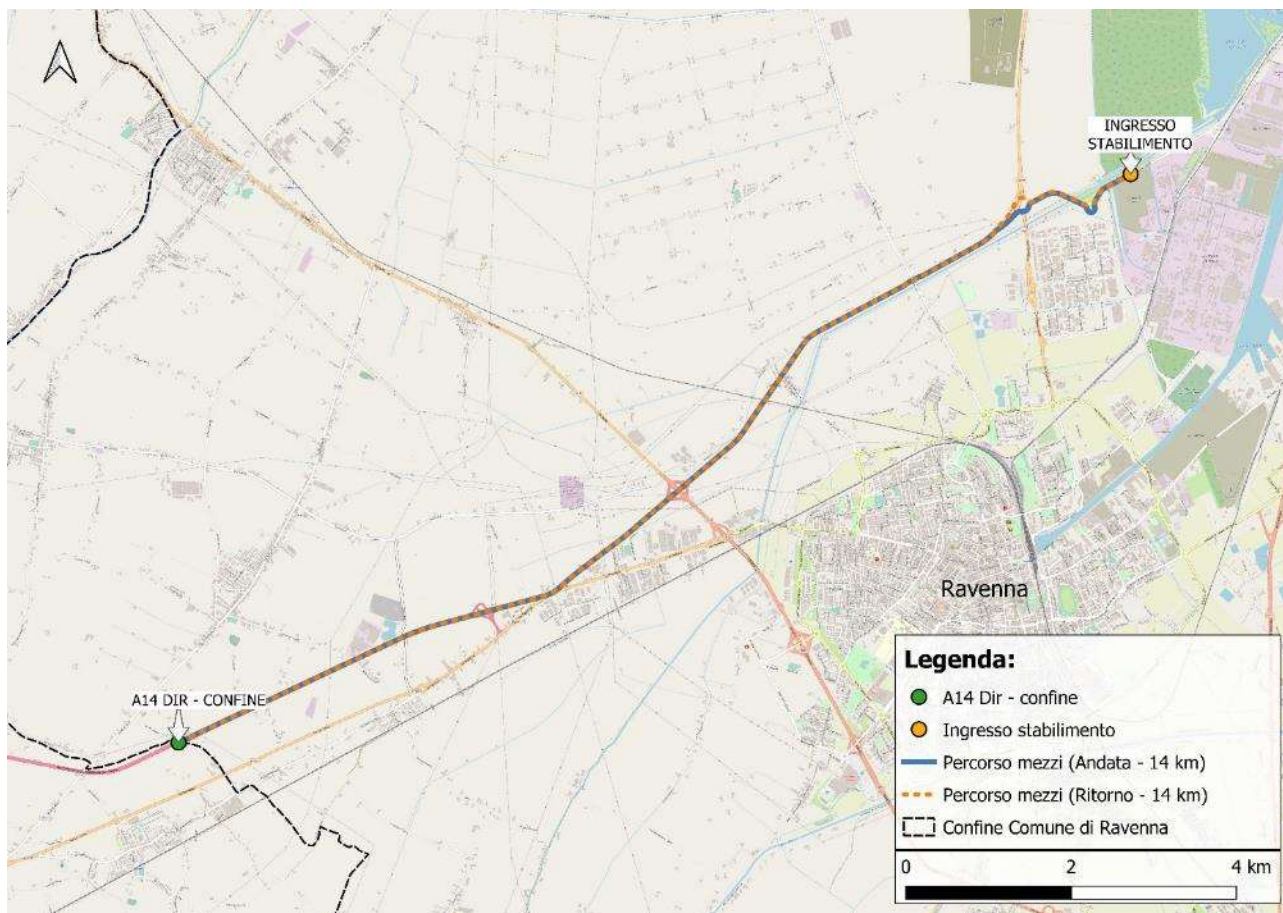 INGRESSO
STABILIMENTO
A14 DIR - CONFINE
Ravenna
Legenda:
A14 Dir - confine
Ingresso stabilimento
Percorso mezzi (Andata - 14 km)
Percorso mezzi (Ritorno - 14 km)
Confine Comune di Ravenna
0 2 4 km